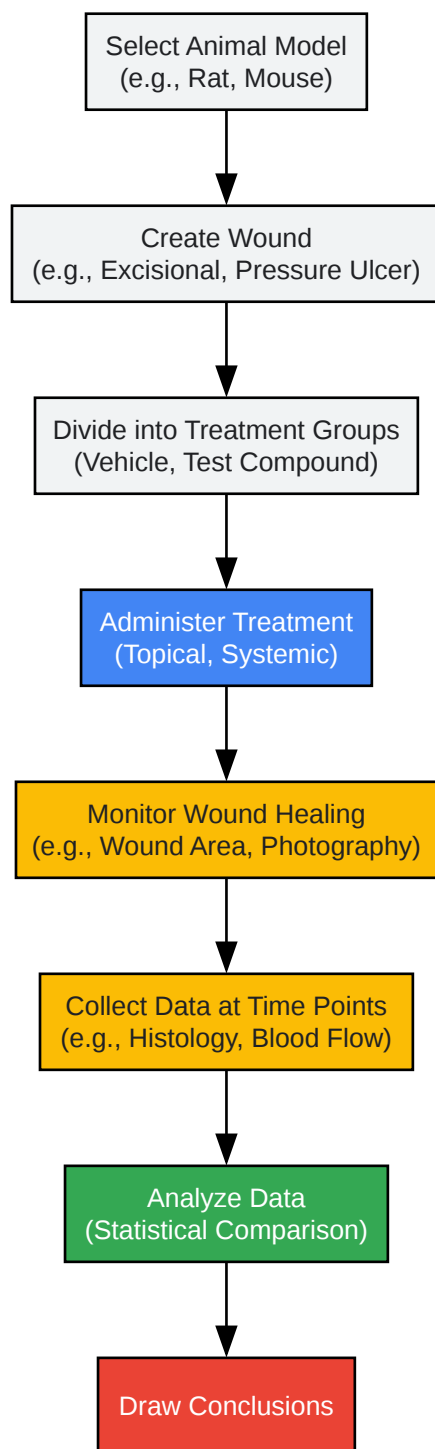 Select Animal Model
(e.g., Rat, Mouse)
Create Wound
(e.g., Excisional, Pressure Ulcer)
Divide into Treatment Groups
(Vehicle, Test Compound)
Administer Treatment
(Topical, Systemic)
Monitor Wound Healing
(e.g., Wound Area, Photography)
Collect Data at Time Points
(e.g., Histology, Blood Flow)
Analyze Data
(Statistical Comparison)
Draw Conclusions